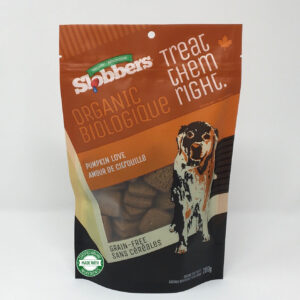 Slobbers
Treat
them
right.
ORGANIC
BIOLOGIQUE
PUMPKIN LOVE
AMOUR DE CITROUILLE
GRAIN-FREE
SANS CÉRÉALES